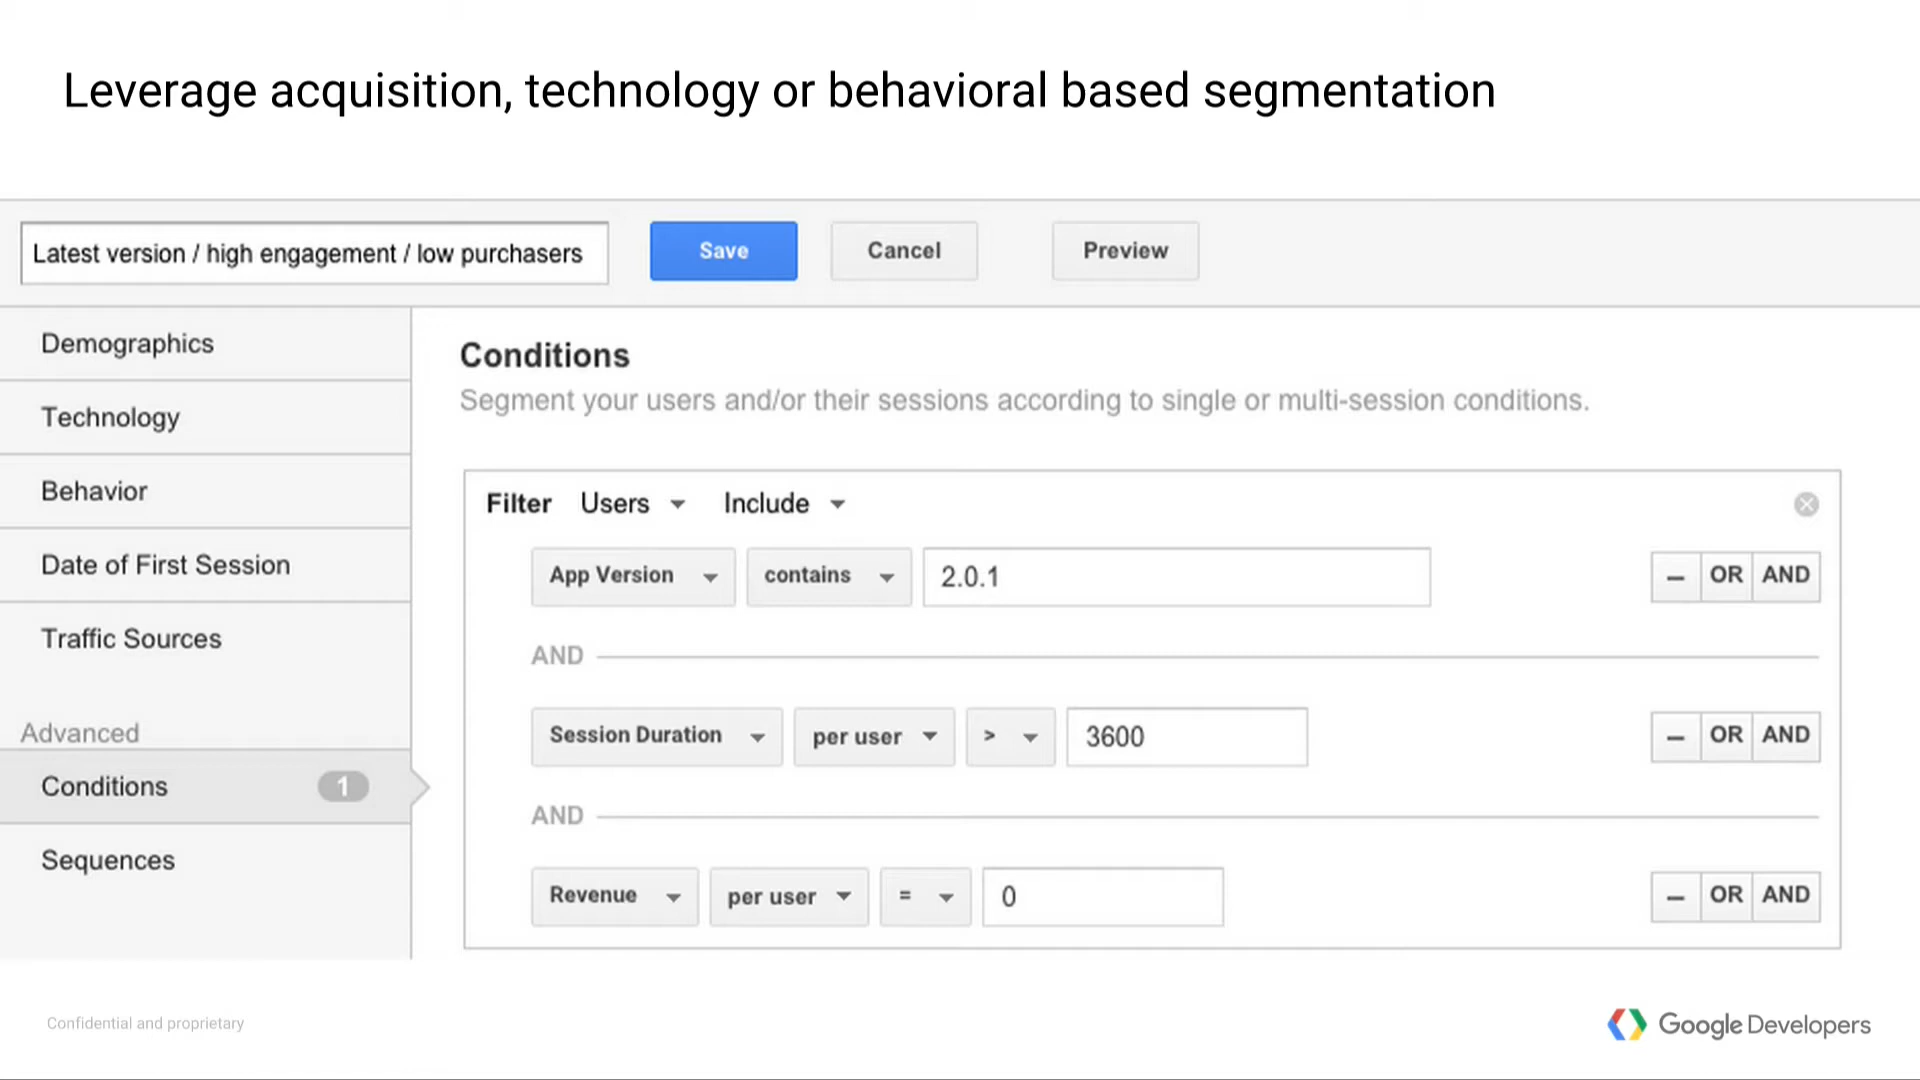 Leverage acquisition, technology or behavioral based segmentation
Latest version / high engagement / low purchasers
Save
Cancel
Preview
Demographics
Technology
Behavior
Date of First Session
Traffic Sources
Advanced
Conditions 1
Sequences
Conditions
Segment your users and/or their sessions according to single or multi-session conditions.
Filter Users Include
App Version contains 2.0.1 – OR AND
AND
Session Duration per user > 3600 – OR AND
AND
Revenue per user = 0 – OR AND
Confidential and proprietary
Google Developers